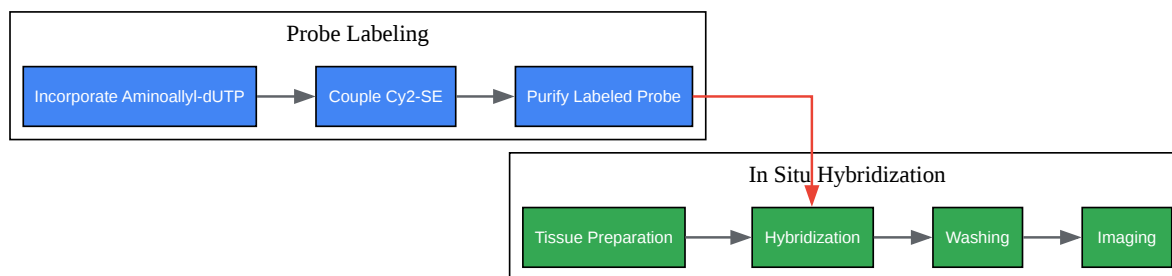 Probe Labeling
Incorporate Aminoallyl-dUTP
Couple Cy2-SE
Purify Labeled Probe
In Situ Hybridization
Tissue Preparation
Hybridization
Washing
Imaging